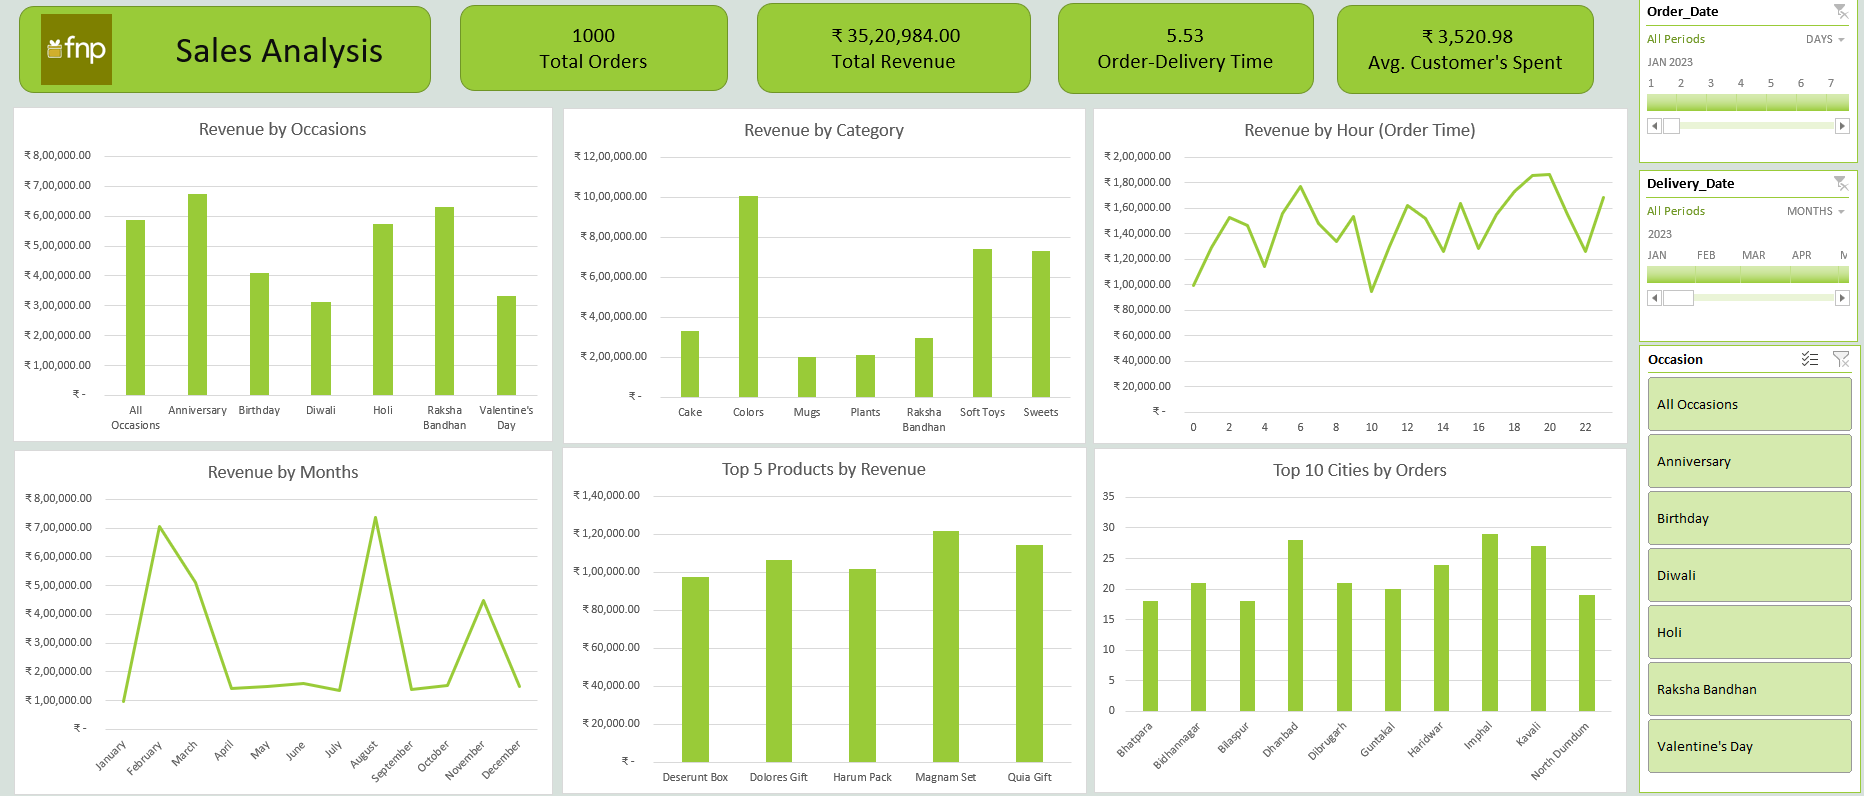 fnp
Sales Analysis
1000
Total Orders
₹ 35,20,984.00
Total Revenue
5.53
Order-Delivery Time
₹ 3,520.98
Avg. Customer's Spent
Order_Date
All Periods
DAYS
JAN 2023
1 2 3 4 5 6 7
Delivery_Date
All Periods
MONTHS
2023
JAN FEB MAR APR M
Occasion
All Occasions
Anniversary
Birthday
Diwali
Holi
Raksha Bandhan
Valentine's Day
Revenue by Occasions
₹ 8,00,000.00
₹ 7,00,000.00
₹ 6,00,000.00
₹ 5,00,000.00
₹ 4,00,000.00
₹ 3,00,000.00
₹ 2,00,000.00
₹ 1,00,000.00
₹ -
All Occasions
Anniversary
Birthday
Diwali
Holi
Raksha Bandhan
Valentine's Day
Revenue by Category
₹ 12,00,000.00
₹ 10,00,000.00
₹ 8,00,000.00
₹ 6,00,000.00
₹ 4,00,000.00
₹ 2,00,000.00
₹ -
Cake
Colors
Mugs
Plants
Raksha Bandhan
Soft Toys
Sweets
Revenue by Hour (Order Time)
₹ 2,00,000.00
₹ 1,80,000.00
₹ 1,60,000.00
₹ 1,40,000.00
₹ 1,20,000.00
₹ 1,00,000.00
₹ 80,000.00
₹ 60,000.00
₹ 40,000.00
₹ 20,000.00
₹ -
0 2 4 6 8 10 12 14 16 18 20 22
Revenue by Months
₹ 8,00,000.00
₹ 7,00,000.00
₹ 6,00,000.00
₹ 5,00,000.00
₹ 4,00,000.00
₹ 3,00,000.00
₹ 2,00,000.00
₹ 1,00,000.00
₹ -
January
February
March
April
May
June
July
August
September
October
November
December
Top 5 Products by Revenue
₹ 1,40,000.00
₹ 1,20,000.00
₹ 1,00,000.00
₹ 80,000.00
₹ 60,000.00
₹ 40,000.00
₹ 20,000.00
₹ -
Deserunt Box
Dolores Gift
Harum Pack
Magnam Set
Quia Gift
Top 10 Cities by Orders
35
30
25
20
15
10
5
0
Bhatpara
Bidhannagar
Bilaspur
Dhanbad
Dibrugarh
Guntakal
Haridwar
Imphal
Kavali
North Dumdum